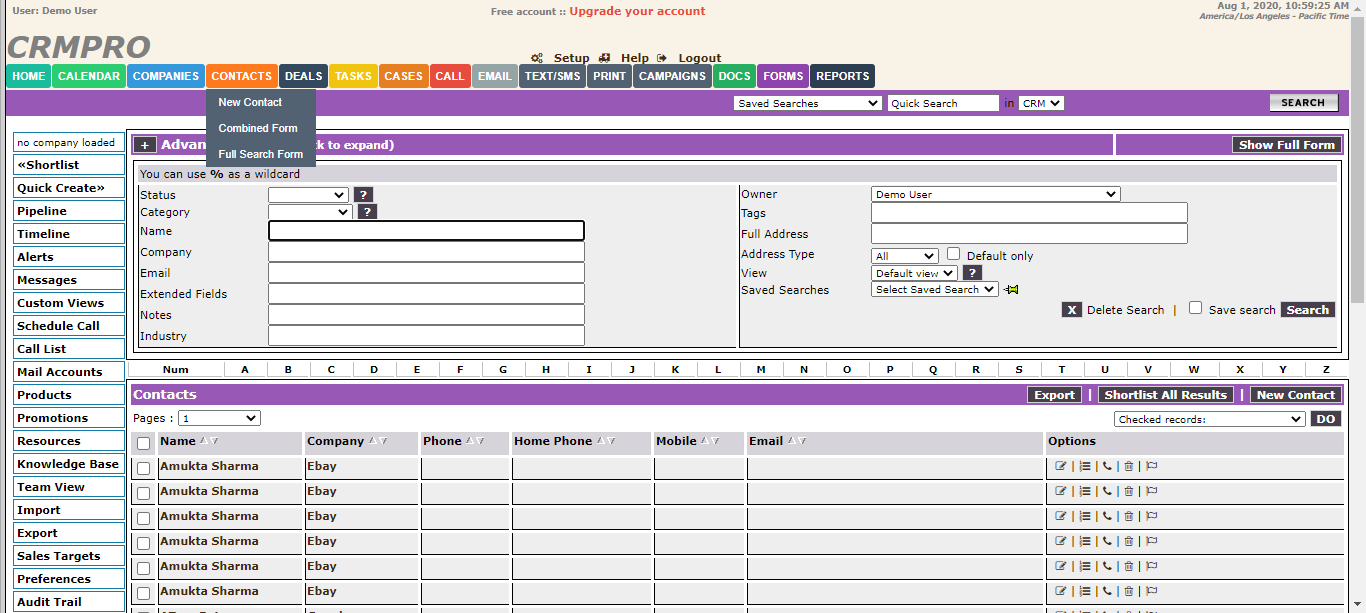 User: Demo User
Free account :: Upgrade your account
Aug 1, 2020, 10:59:25 AM
America/Los Angeles - Pacific Time
CRMPRO
Setup Help Logout
HOME CALENDAR COMPANIES CONTACTS DEALS TASKS CASES CALL EMAIL TEXT/SMS PRINT CAMPAIGNS DOCS FORMS REPORTS
New Contact
Combined Form
Full Search Form
Saved Searches Quick Search in CRM SEARCH
no company loaded
«Shortlist
Quick Create»
Pipeline
Timeline
Alerts
Messages
Custom Views
Schedule Call
Call List
Mail Accounts
Products
Promotions
Resources
Knowledge Base
Team View
Import
Export
Sales Targets
Preferences
Audit Trail
+ to expand) Show Full Form
You can use % as a wildcard
Status ?
Category ?
Name
Company
Email
Extended Fields
Notes
Industry
Owner Demo User
Tags
Full Address
Address Type All Default only
View Default view ?
Saved Searches Select Saved Search
X Delete Search | Save search Search
Num A B C D E F G H I J K L M N O P Q R S T U V W X Y Z
Contacts Export | Shortlist All Results | New Contact
Pages : 1 Checked records: DO
Name Company Phone Home Phone Mobile Email Options
Amukta Sharma Ebay | | | |
Amukta Sharma Ebay | | | |
Amukta Sharma Ebay | | | |
Amukta Sharma Ebay | | | |
Amukta Sharma Ebay | | | |
Amukta Sharma Ebay | | | |